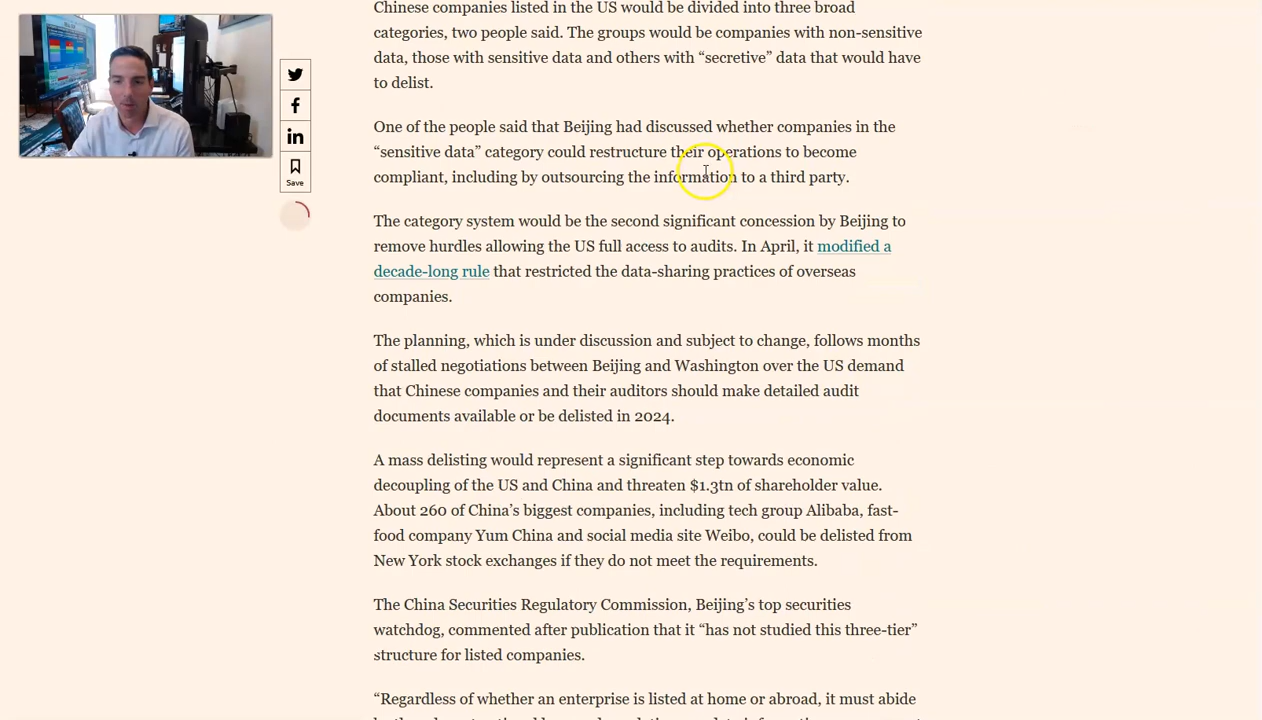 Chinese companies listed in the US would be divided into three broad
categories, two people said. The groups would be companies with non-sensitive
data, those with sensitive data and others with “secretive” data that would have
to delist.
Save
One of the people said that Beijing had discussed whether companies in the
“sensitive data” category could restructure their operations to become
compliant, including by outsourcing the information to a third party.
The category system would be the second significant concession by Beijing to
remove hurdles allowing the US full access to audits. In April, it modified a
decade-long rule that restricted the data-sharing practices of overseas
companies.
The planning, which is under discussion and subject to change, follows months
of stalled negotiations between Beijing and Washington over the US demand
that Chinese companies and their auditors should make detailed audit
documents available or be delisted in 2024.
A mass delisting would represent a significant step towards economic
decoupling of the US and China and threaten $1.3tn of shareholder value.
About 260 of China’s biggest companies, including tech group Alibaba, fast-
food company Yum China and social media site Weibo, could be delisted from
New York stock exchanges if they do not meet the requirements.
The China Securities Regulatory Commission, Beijing’s top securities
watchdog, commented after publication that it “has not studied this three-tier”
structure for listed companies.
“Regardless of whether an enterprise is listed at home or abroad, it must abide